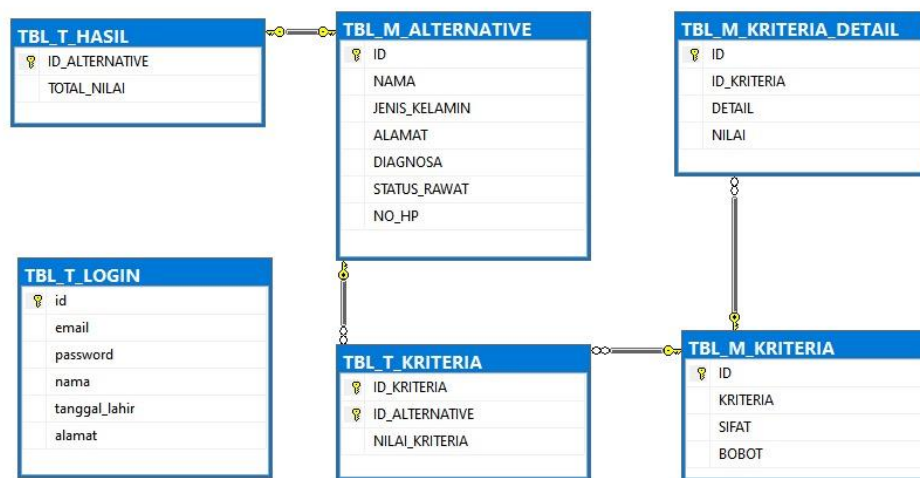 TBL_T_HASIL
ID_ALTERNATIVE
TOTAL_NILAI
TBL_M_ALTERNATIVE
ID
NAMA
JENIS_KELAMIN
ALAMAT
DIAGNOSA
STATUS_RAWAT
NO_HP
TBL_M_KRITERIA_DETAIL
ID
ID_KRITERIA
DETAIL
NILAI
TBL_T_LOGIN
id
email
password
nama
tanggal_lahir
alamat
TBL_T_KRITERIA
ID_KRITERIA
ID_ALTERNATIVE
NILAI_KRITERIA
TBL_M_KRITERIA
ID
KRITERIA
SIFAT
BOBOT